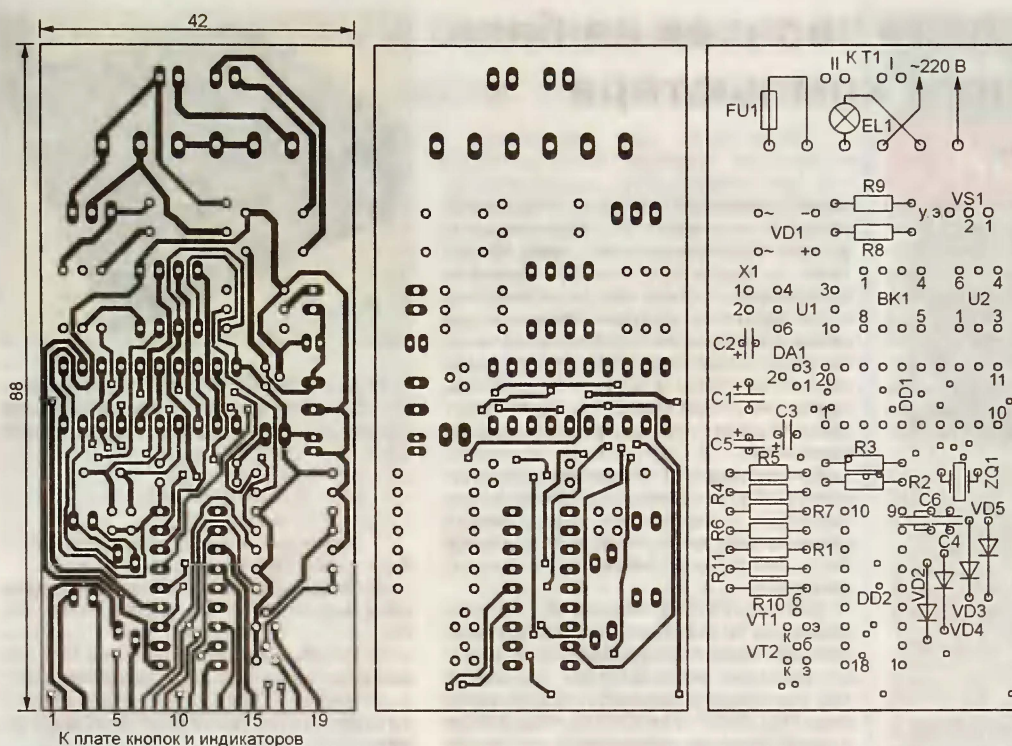 42
88
1 5 10 15 19
К плате кнопок и индикаторов
II К Т1 I ~220 В
FU1
EL1
R9
У Э VS1
2 1
~ −
VD1
~ +
R8
X1
1 4 3
2 U1
6 1
1 4 6 4
BK1 U2
8 5 1 3
C2
+
DA1
3
2 1
20 11
DD1
1 10
C1
+
C3
+
C5
+
R5
R3
R4
R2
ZQ1
R7
10 9
C6
VD5
R6
C4
R1
R11
VD2
DD2
VD3
R10
VD4
VT1
К Э
б
VT2
К Э
18 1